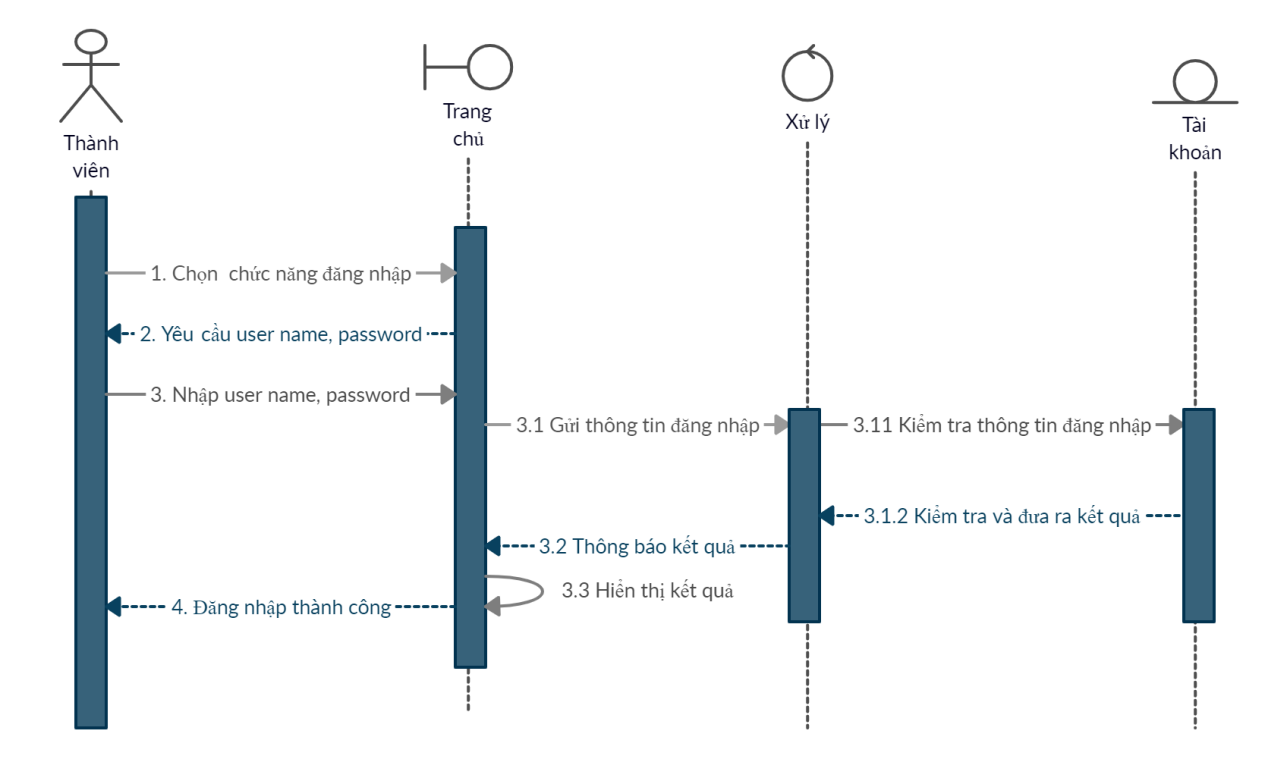 Thành
viên
Trang
chủ
Xử lý
Tài
khoản
1. Chọn chức năng đăng nhập
2. Yêu cầu user name, password
3. Nhập user name, password
3.1 Gửi thông tin đăng nhập
3.11 Kiểm tra thông tin đăng nhập
3.1.2 Kiểm tra và đưa ra kết quả
3.2 Thông báo kết quả
3.3 Hiển thị kết quả
4. Đăng nhập thành công